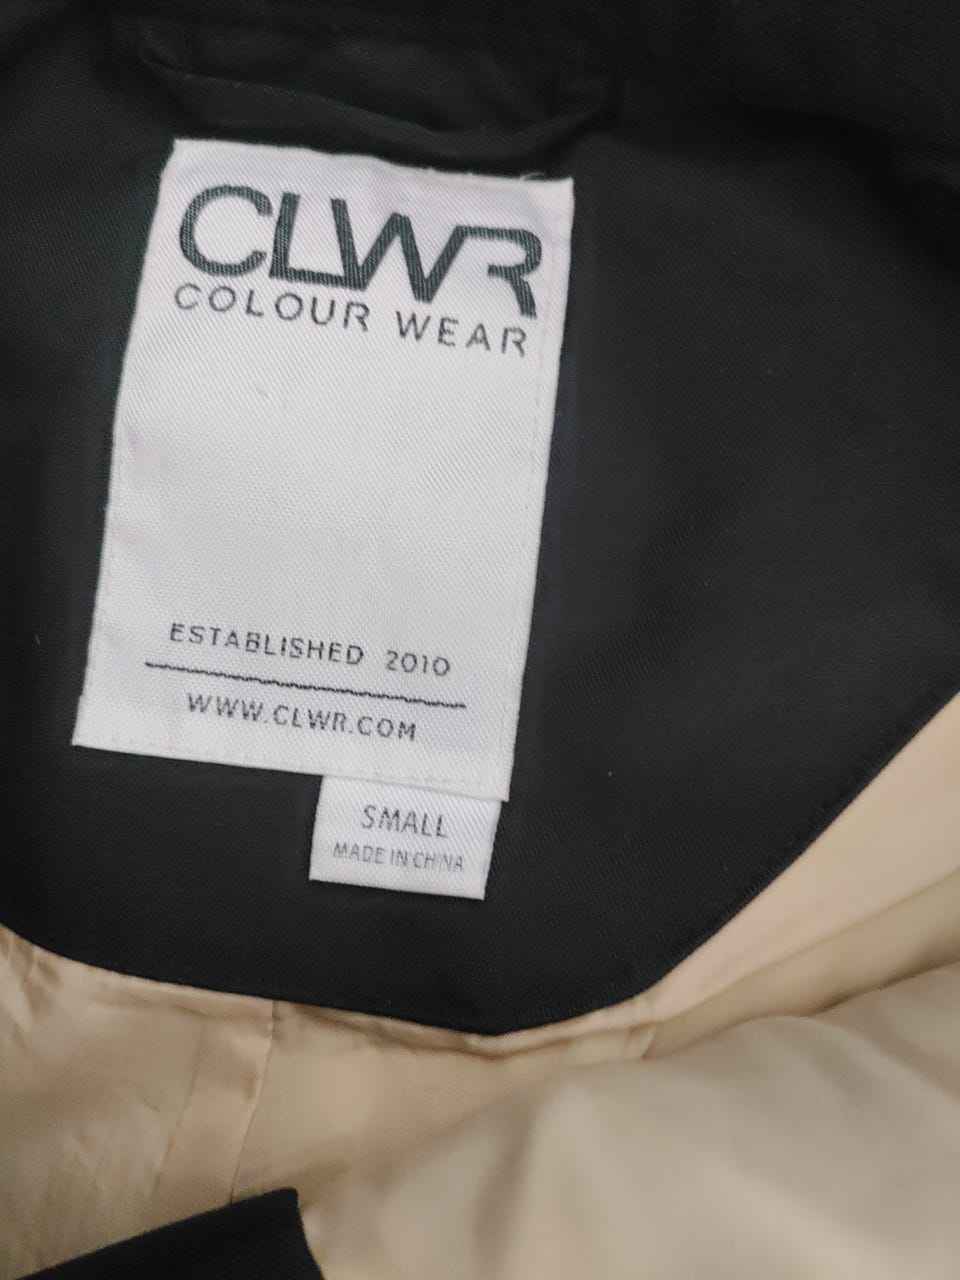 CLWR
COLOUR WEAR
ESTABLISHED 2010
WWW.CLWR.COM
SMALL
MADE IN CHINA